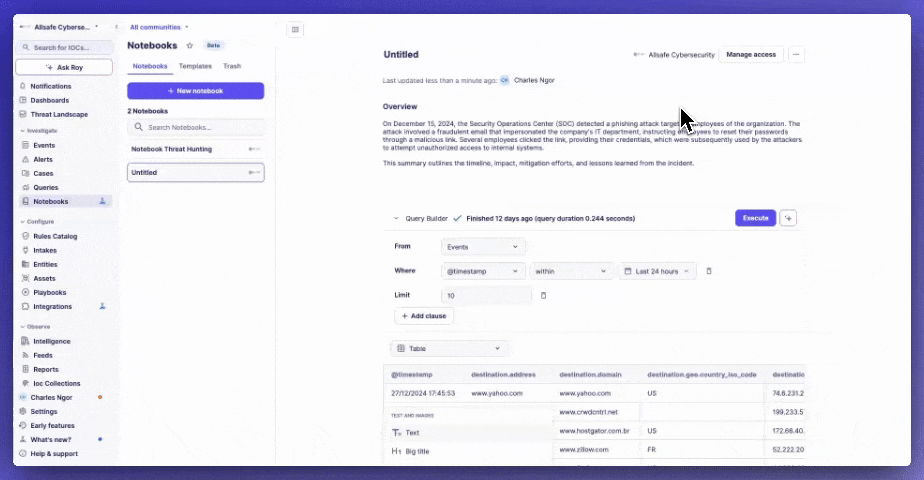 Allsafe Cyberse...
Search for IOCs...
Ask Roy
Notifications
Dashboards
Threat Landscape
Investigate
Events
Alerts
Cases
Queries
Notebooks
Configure
Rules Catalog
Intakes
Entities
Assets
Playbooks
Integrations
Observe
Intelligence
Feeds
Reports
Ioc Collections
Charles Ngor
Settings
Early features
What's new?
Help & support
All communities
Notebooks Beta
Notebooks Templates Trash
+ New notebook
2 Notebooks
Search Notebooks...
Notebook Threat Hunting
Untitled
Untitled
Allsafe Cybersecurity Manage access
Last updated less than a minute ago: Charles Ngor
Overview
On December 15, 2024, the Security Operations Center (SOC) detected a phishing attack employees of the organization. The
attack involved a fraudulent email that impersonated the company's IT department, instructing employees to reset their passwords
through a malicious link. Several employees clicked the link, providing their credentials, which were subsequently used by the attackers
to attempt unauthorized access to internal systems.
This summary outlines the timeline, impact, mitigation efforts, and lessons learned from the incident.
Query Builder Finished 12 days ago (query duration 0.244 seconds) Execute
From Events
Where @timestamp within Last 24 hours
Limit 10
+ Add clause
Table
@timestamp destination.address destination.domain destination.geo.country_iso_code destinatio
27/12/2024 17:45:53 www.yahoo.com www.yahoo.com US 74.6.231.2
www.crwdcntrl.net 199.233.5
www.hostgator.com.br US 172.66.40.
www.zillow.com FR 52.222.20
TEXT AND IMAGES
Text
H1 Big title